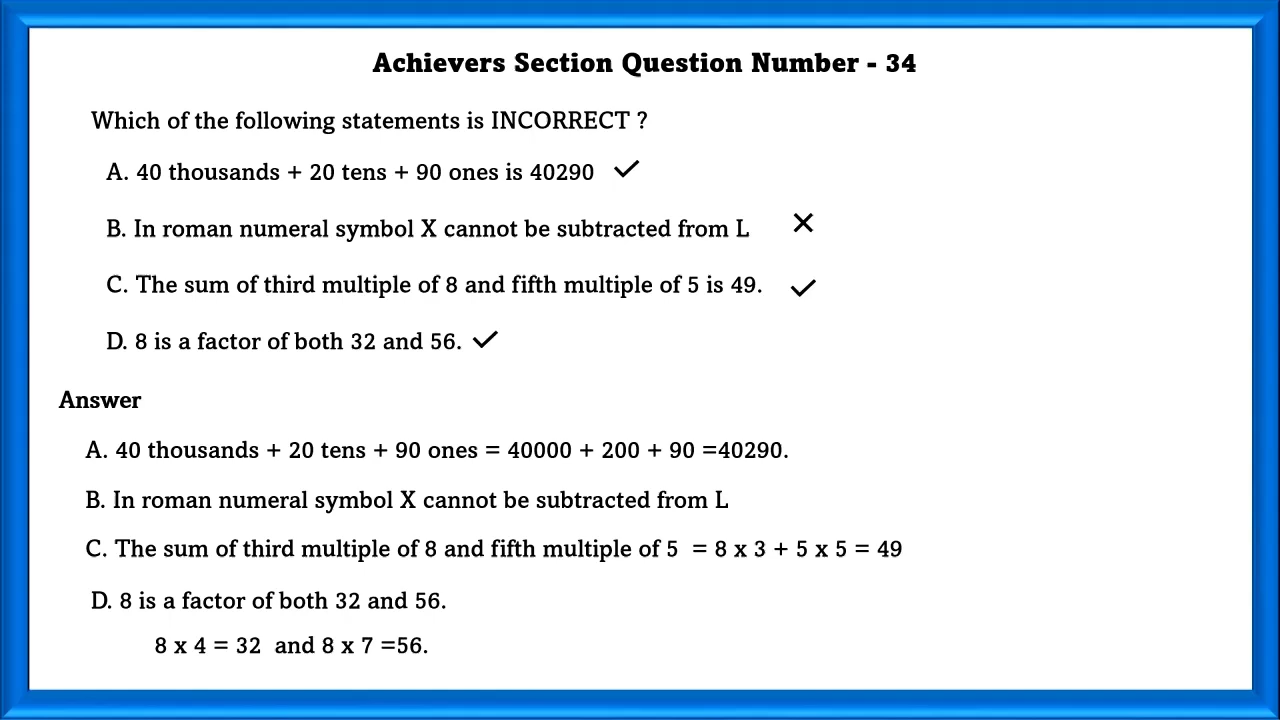 Achievers Section Question Number - 34
Which of the following statements is INCORRECT ?
A. 40 thousands + 20 tens + 90 ones is 40290 ✓
B. In roman numeral symbol X cannot be subtracted from L ✕
C. The sum of third multiple of 8 and fifth multiple of 5 is 49. ✓
D. 8 is a factor of both 32 and 56. ✓
Answer
A. 40 thousands + 20 tens + 90 ones = 40000 + 200 + 90 =40290.
B. In roman numeral symbol X cannot be subtracted from L
C. The sum of third multiple of 8 and fifth multiple of 5 = 8 x 3 + 5 x 5 = 49
D. 8 is a factor of both 32 and 56.
8 x 4 = 32 and 8 x 7 =56.